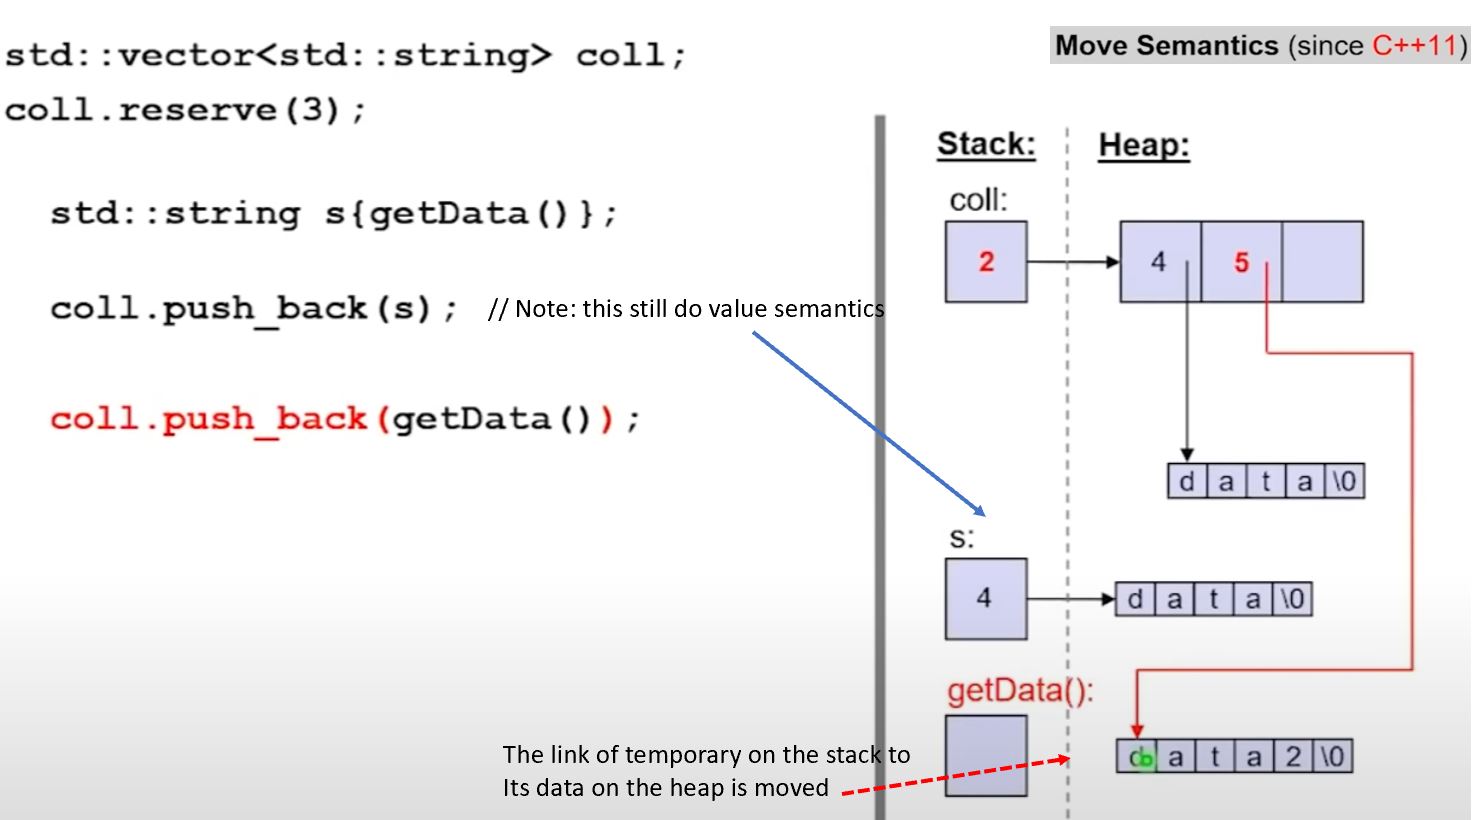 std::vector<std::string> coll;
coll.reserve(3);
std::string s{getData()};
coll.push_back(s); // Note: this still do value semantics
coll.push_back(getData());
The link of temporary on the stack to
Its data on the heap is moved
Move Semantics (since C++11)
Stack: Heap:
coll:
2 4 5
d a t a \0
s:
4 d a t a \0
getData():
d a t a 2 \0